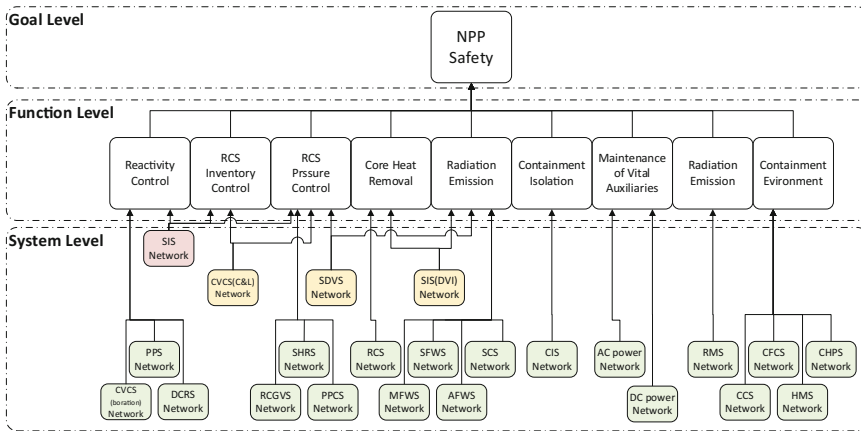 Goal Level
NPP
Safety
Function Level
Reactivity
Control
RCS
Inventory
Control
RCS
Prssure
Control
Core Heat
Removal
Radiation
Emission
Containment
Isolation
Maintenance
of Vital
Auxiliaries
Radiation
Emission
Containment
Evironment
System Level
SIS
Network
CVCS(C&L)
Network
SDVS
Network
SIS(DVI)
Network
PPS
Network
SHRS
Network
RCS
Network
SFWS
Network
SCS
Network
CIS
Network
AC power
Network
RMS
Network
CFCS
Network
CHPS
Network
CVCS
(boration)
Network
DCRS
Network
RCGVS
Network
PPCS
Network
MFWS
Network
AFWS
Network
DC power
Network
CCS
Network
HMS
Network